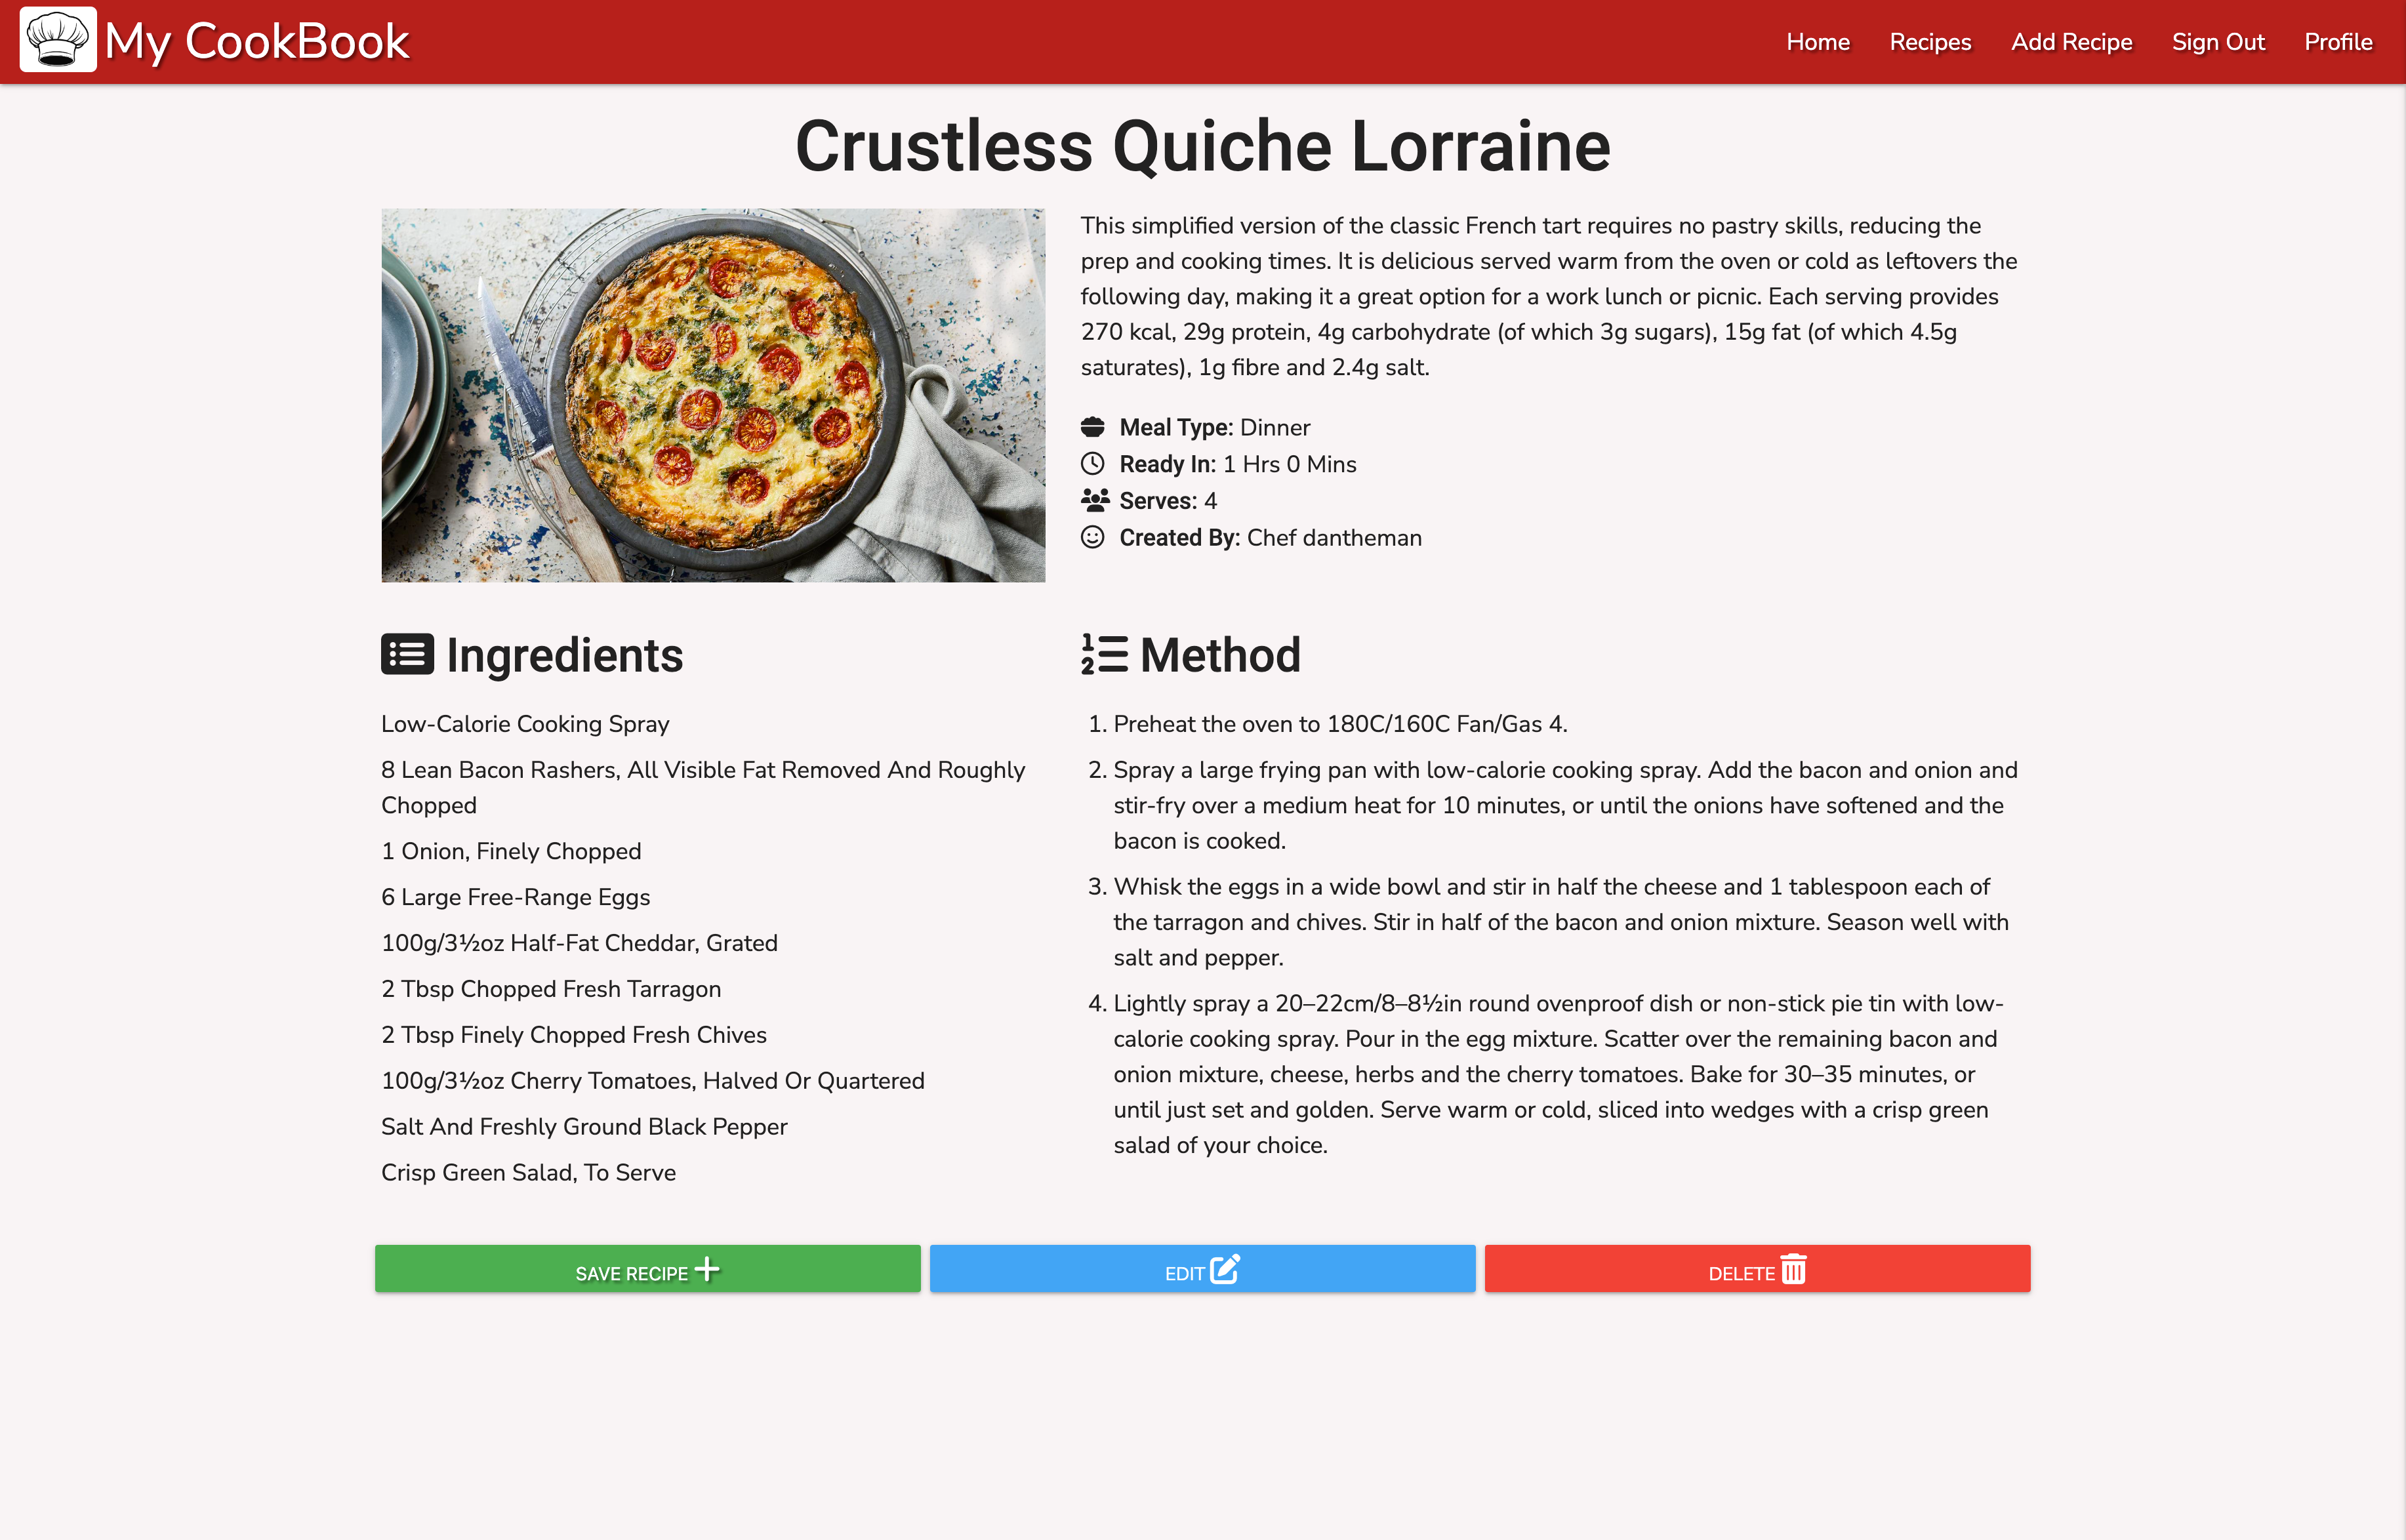 My CookBook
Home
Recipes
Add Recipe
Sign Out
Profile
Crustless Quiche Lorraine
This simplified version of the classic French tart requires no pastry skills, reducing the
prep and cooking times. It is delicious served warm from the oven or cold as leftovers the
following day, making it a great option for a work lunch or picnic. Each serving provides
270 kcal, 29g protein, 4g carbohydrate (of which 3g sugars), 15g fat (of which 4.5g
saturates), 1g fibre and 2.4g salt.
Meal Type: Dinner
Ready In: 1 Hrs 0 Mins
Serves: 4
Created By: Chef dantheman
Ingredients
Low-Calorie Cooking Spray
8 Lean Bacon Rashers, All Visible Fat Removed And Roughly
Chopped
1 Onion, Finely Chopped
6 Large Free-Range Eggs
100g/3½oz Half-Fat Cheddar, Grated
2 Tbsp Chopped Fresh Tarragon
2 Tbsp Finely Chopped Fresh Chives
100g/3½oz Cherry Tomatoes, Halved Or Quartered
Salt And Freshly Ground Black Pepper
Crisp Green Salad, To Serve
Method
1. Preheat the oven to 180C/160C Fan/Gas 4.
2. Spray a large frying pan with low-calorie cooking spray. Add the bacon and onion and
stir-fry over a medium heat for 10 minutes, or until the onions have softened and the
bacon is cooked.
3. Whisk the eggs in a wide bowl and stir in half the cheese and 1 tablespoon each of
the tarragon and chives. Stir in half of the bacon and onion mixture. Season well with
salt and pepper.
4. Lightly spray a 20–22cm/8–8½in round ovenproof dish or non-stick pie tin with low-
calorie cooking spray. Pour in the egg mixture. Scatter over the remaining bacon and
onion mixture, cheese, herbs and the cherry tomatoes. Bake for 30–35 minutes, or
until just set and golden. Serve warm or cold, sliced into wedges with a crisp green
salad of your choice.
SAVE RECIPE
EDIT
DELETE